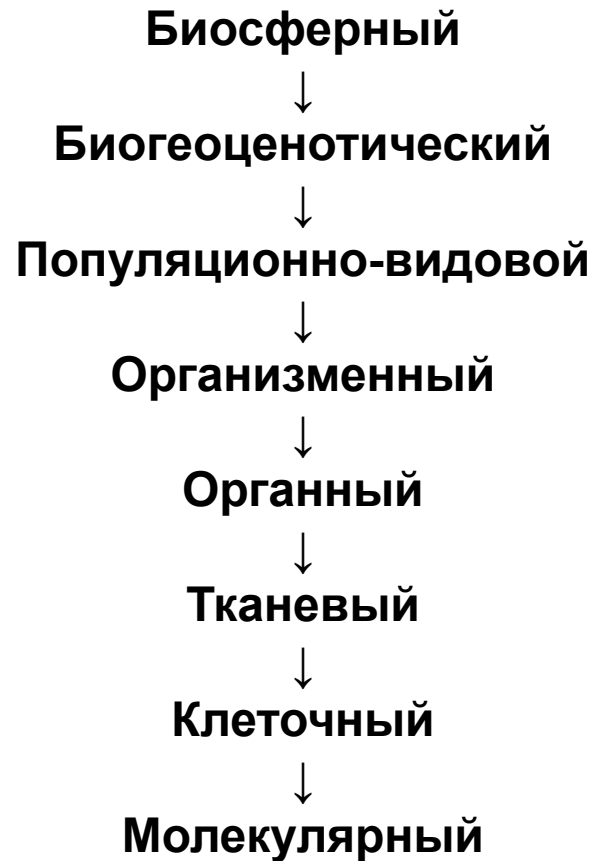 Биосферный
↓
Биогеоценотический
↓
Популяционно-видовой
↓
Организменный
↓
Органный
↓
Тканевый
↓
Клеточный
↓
Молекулярный